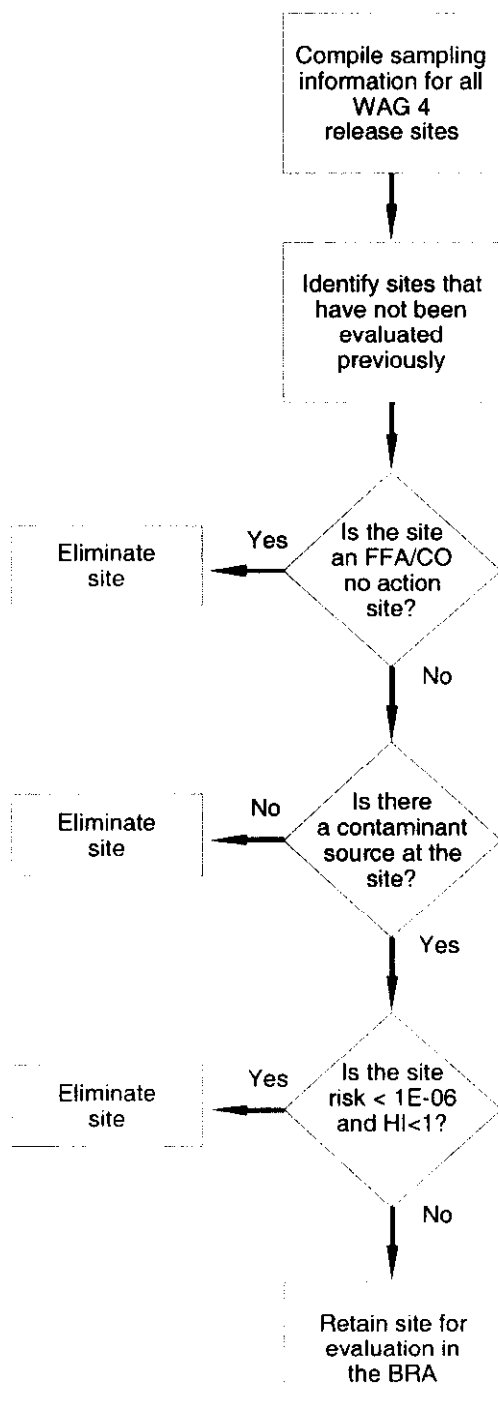 Compile sampling
information for all
WAG 4
release sites
Identify sites that
have not been
evaluated
previously
Is the site
an FFA/CO
no action
site?
Yes
Eliminate
site
No
Is there
a contaminant
source at the
site?
No
Eliminate
site
Yes
Is the site
risk < 1E-06
and HI<1?
Yes
Eliminate
site
No
Retain site for
evaluation in
the BRA